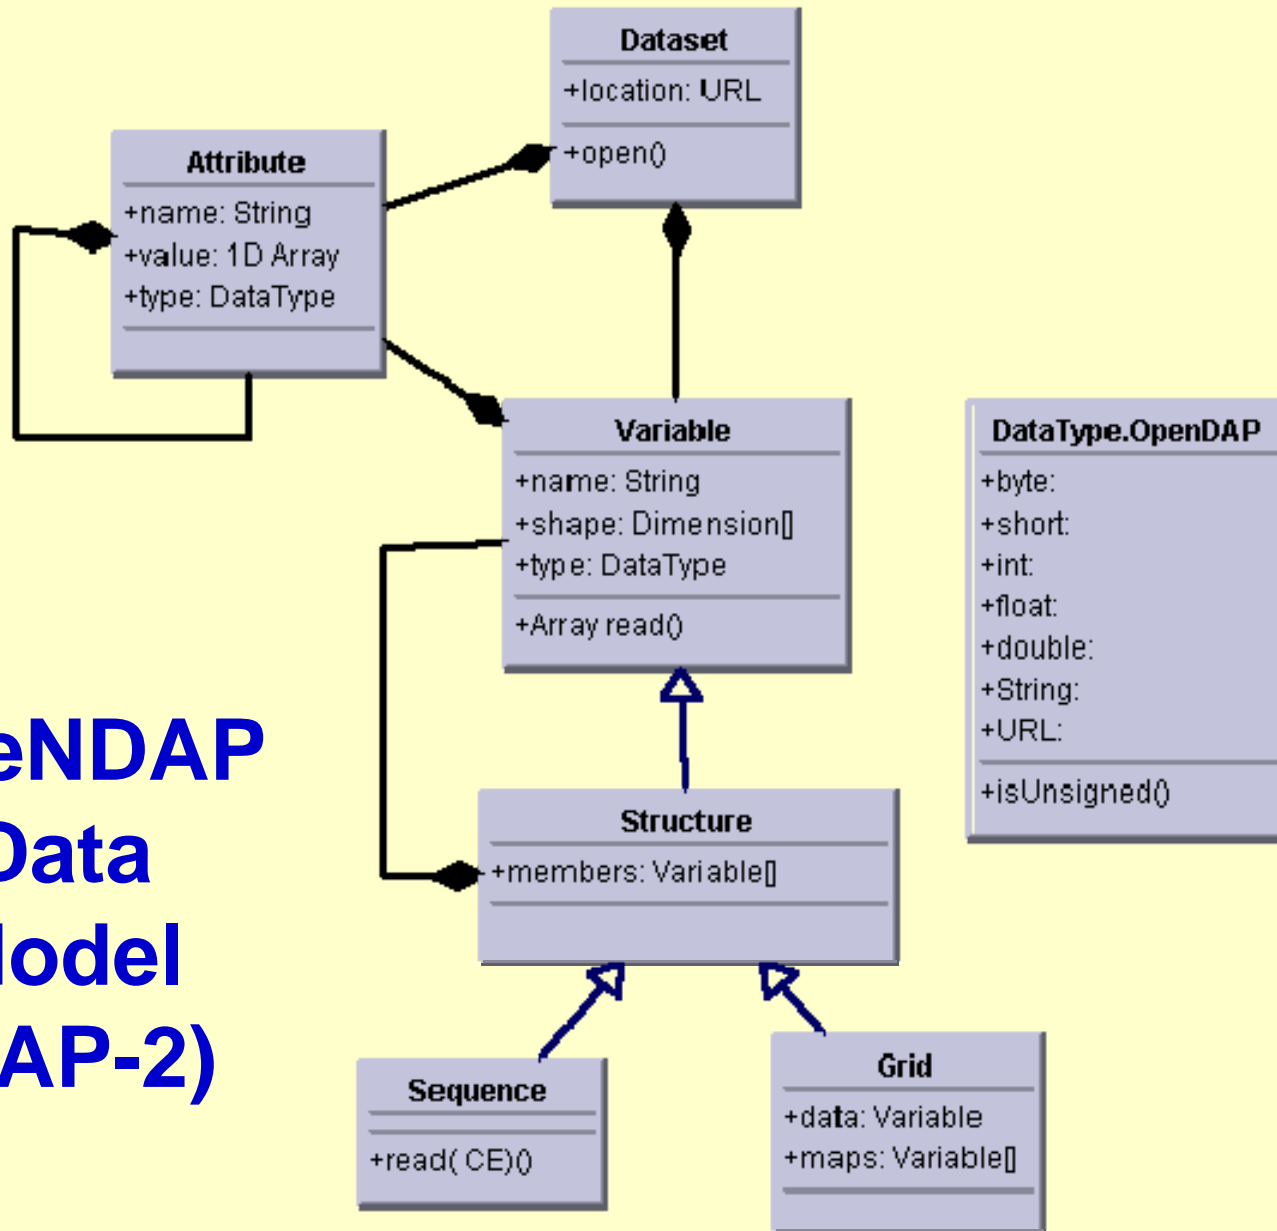 Dataset
+location: URL
+open()
Attribute
+name: String
+value: 1D Array
+type: DataType
Variable
+name: String
+shape: Dimension[]
+type: DataType
+Array read()
DataType.OpenDAP
+byte:
+short:
+int:
+float:
+double:
+String:
+URL:
+isUnsigned()
eNDAP
Data
Model
AP-2)
Structure
+members: Variable[]
Sequence
+read( CE)()
Grid
+data: Variable
+maps: Variable[]